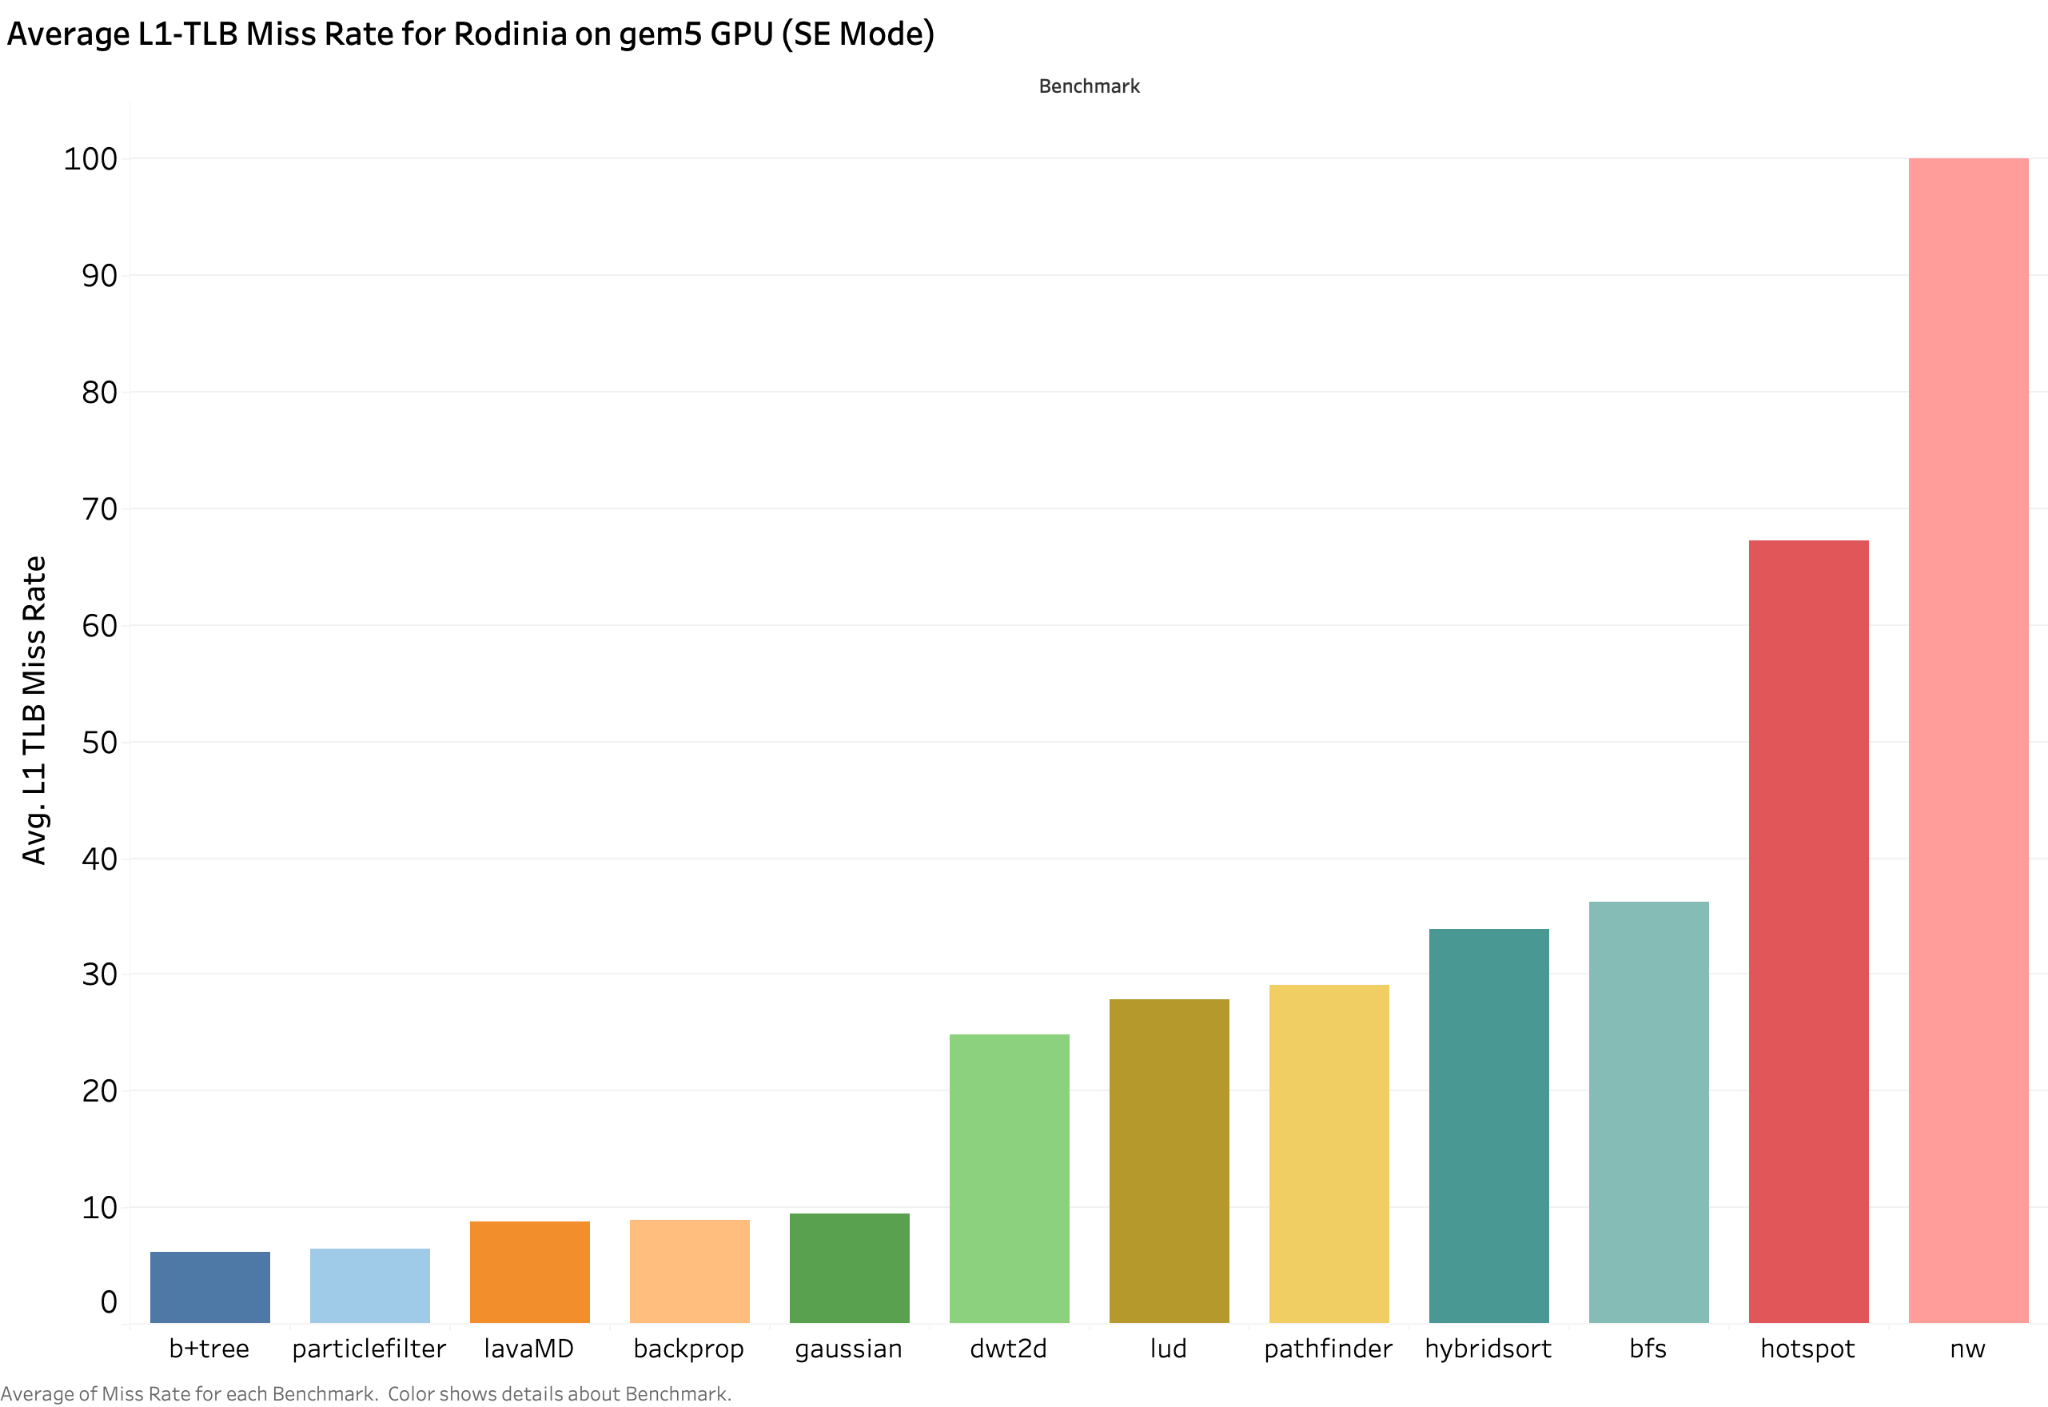 Average L1-TLB Miss Rate for Rodinia on gem5 GPU (SE Mode)
Benchmark
100
90
80
70
60
50
40
30
20
10
0
Avg. L1 TLB Miss Rate
b+tree particlefilter lavaMD backprop gaussian dwt2d lud pathfinder hybridsort bfs hotspot nw
Average of Miss Rate for each Benchmark. Color shows details about Benchmark.